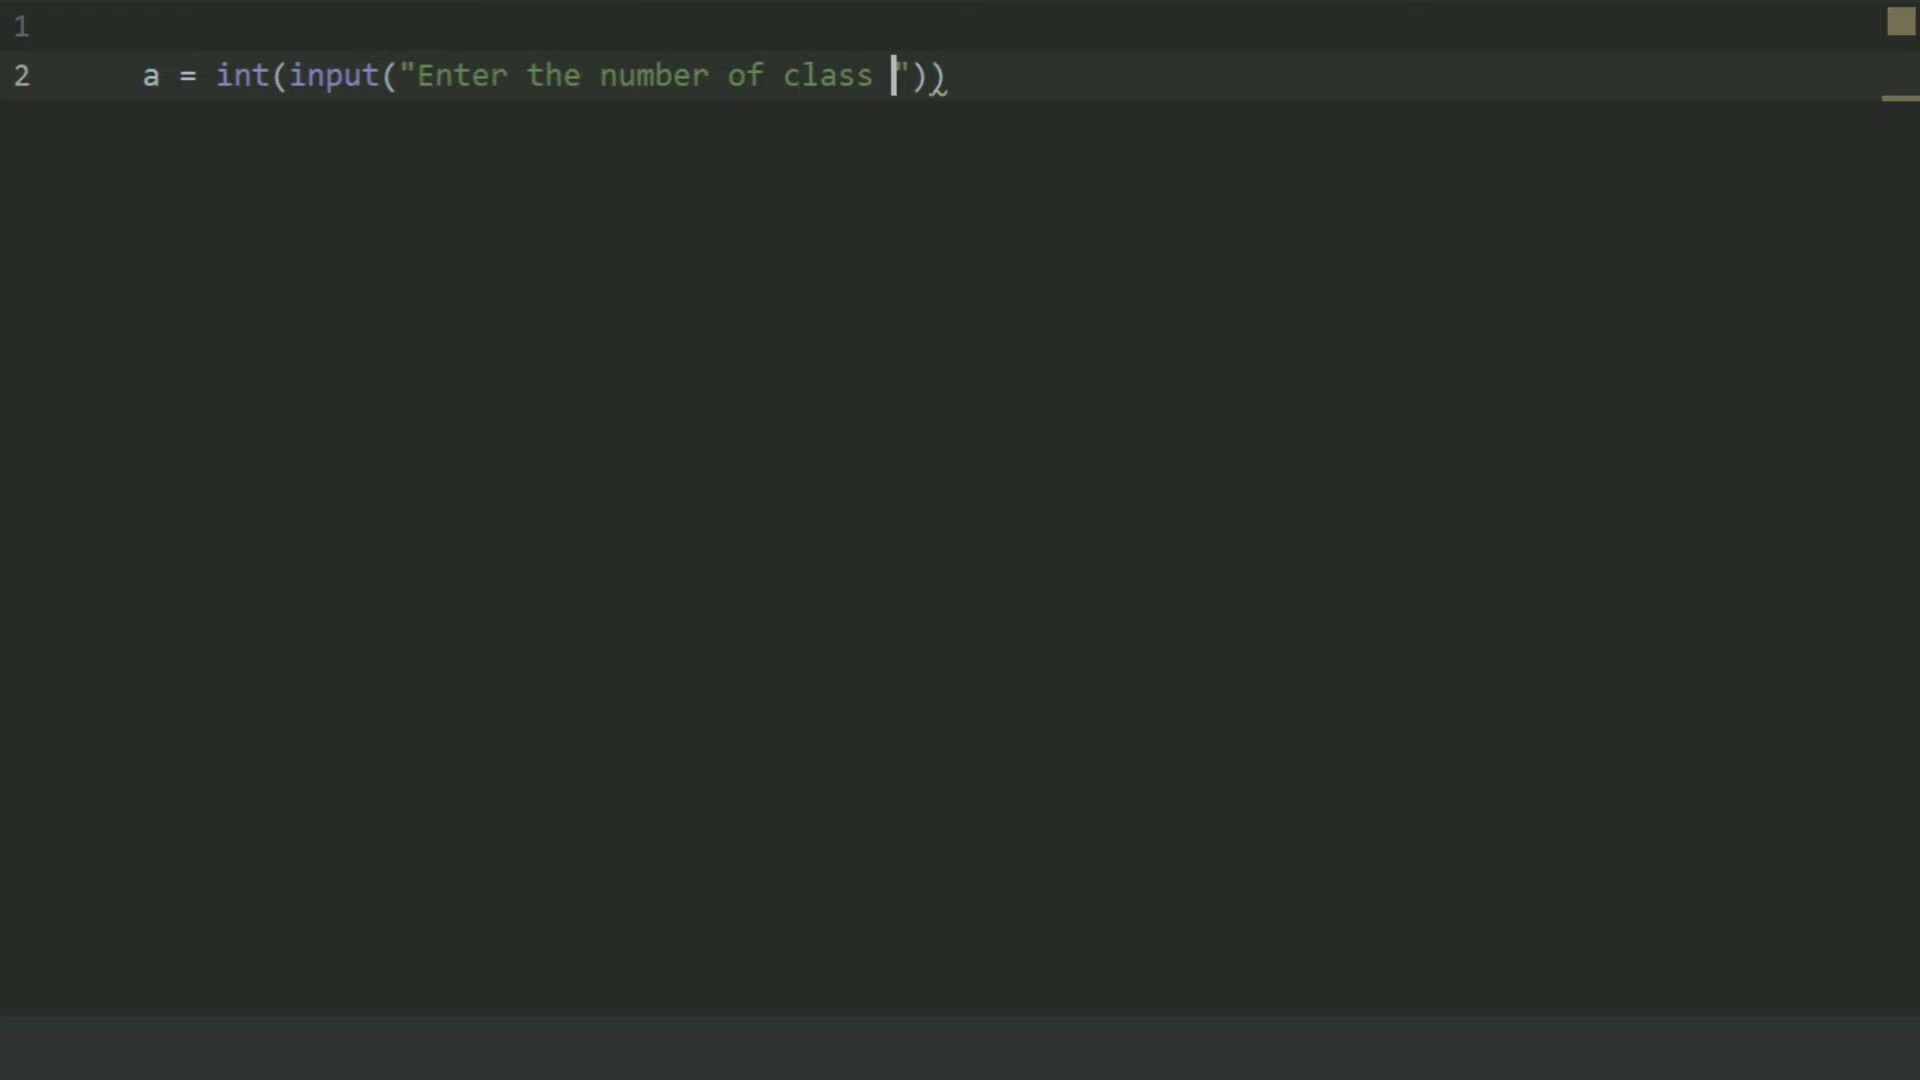 1
2 a = int(input("Enter the number of class "))